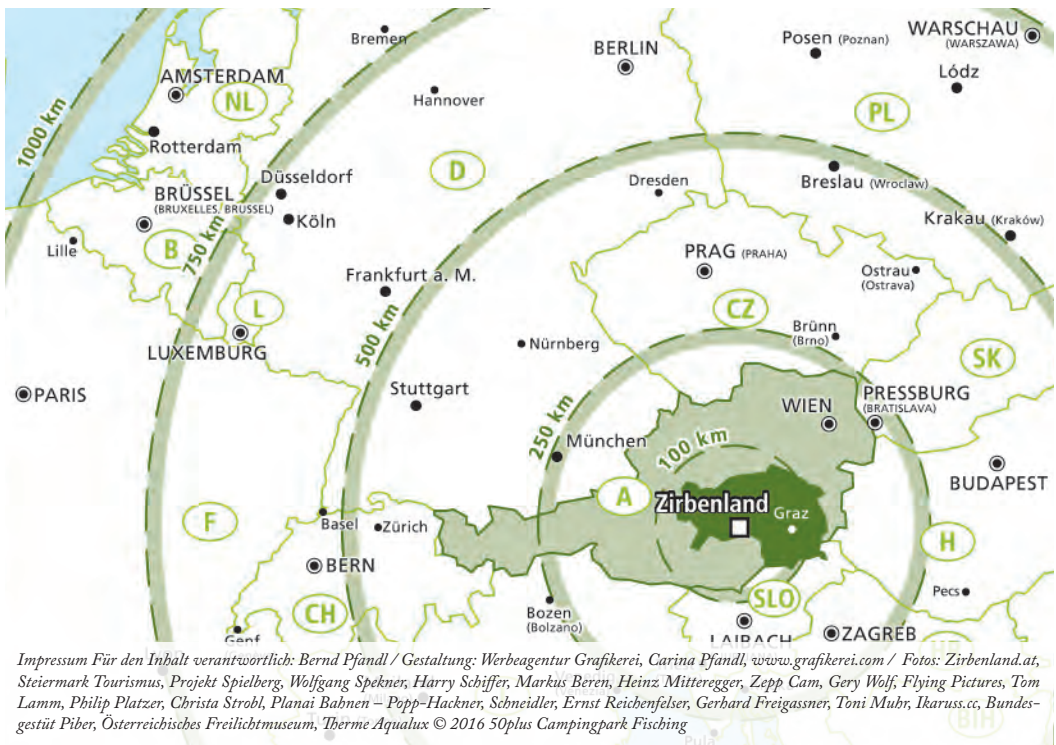 Bremen
BERLIN
Posen (Poznan)
WARSCHAU
(WARSZAWA)
AMSTERDAM
NL
Hannover
Lódz
PL
1000 km
Rotterdam
D
Düsseldorf
Dresden
Breslau (Wroclaw)
BRÜSSEL
(BRUXELLES, BRUSSEL)
Köln
Krakau (Kraków)
Lille
B
750 km
PRAG (PRAHA)
Frankfurt a. M.
Ostrau
(Ostrava)
L
CZ
LUXEMBURG
500 km
Nürnberg
Brünn
(Brno)
SK
PARIS
Stuttgart
WIEN
PRESSBURG
(BRATISLAVA)
250 km
München
100 km
BUDAPEST
A
Zirbenland
Graz
F
Basel
Zürich
H
BERN
Pecs
CH
SLO
Bozen
(Bolzano)
Genf
LAIBACH
ZAGREB
Impressum Für den Inhalt verantwortlich: Bernd Pfandl / Gestaltung: Werbeagentur Grafikerei, Carina Pfandl, www.grafikerei.com / Fotos: Zirbenland.at,
Steiermark Tourismus, Projekt Spielberg, Wolfgang Spekner, Harry Schiffer, Markus Beren, Heinz Mitteregger, Zepp Cam, Gery Wolf, Flying Pictures, Tom
Lamm, Philip Platzer, Christa Strobl, Planai Bahnen – Popp-Hackner, Schneidler, Ernst Reichenfelser, Gerhard Freigassner, Toni Muhr, Ikaruss.cc, Bundes-
gestüt Piber, Österreichisches Freilichtmuseum, Therme Aqualux © 2016 50plus Campingpark Fisching
BIH
Pula